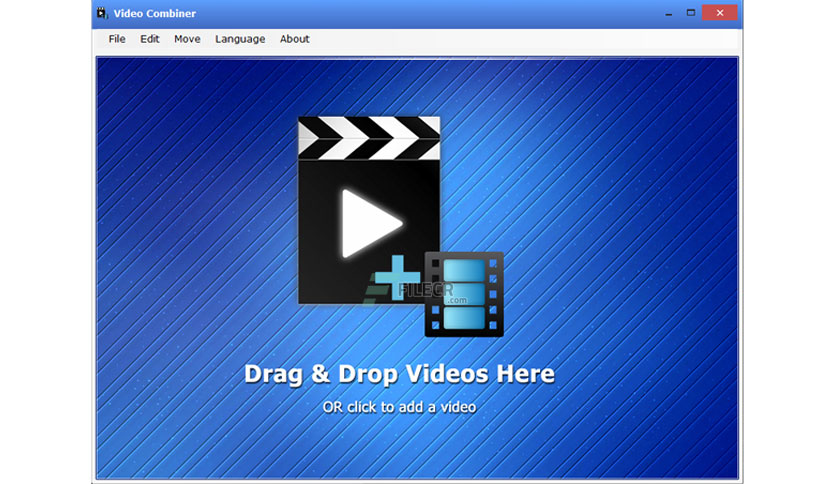 Video Combiner
File Edit Move Language About
FILECR
.com
Drag & Drop Videos Here
OR click to add a video